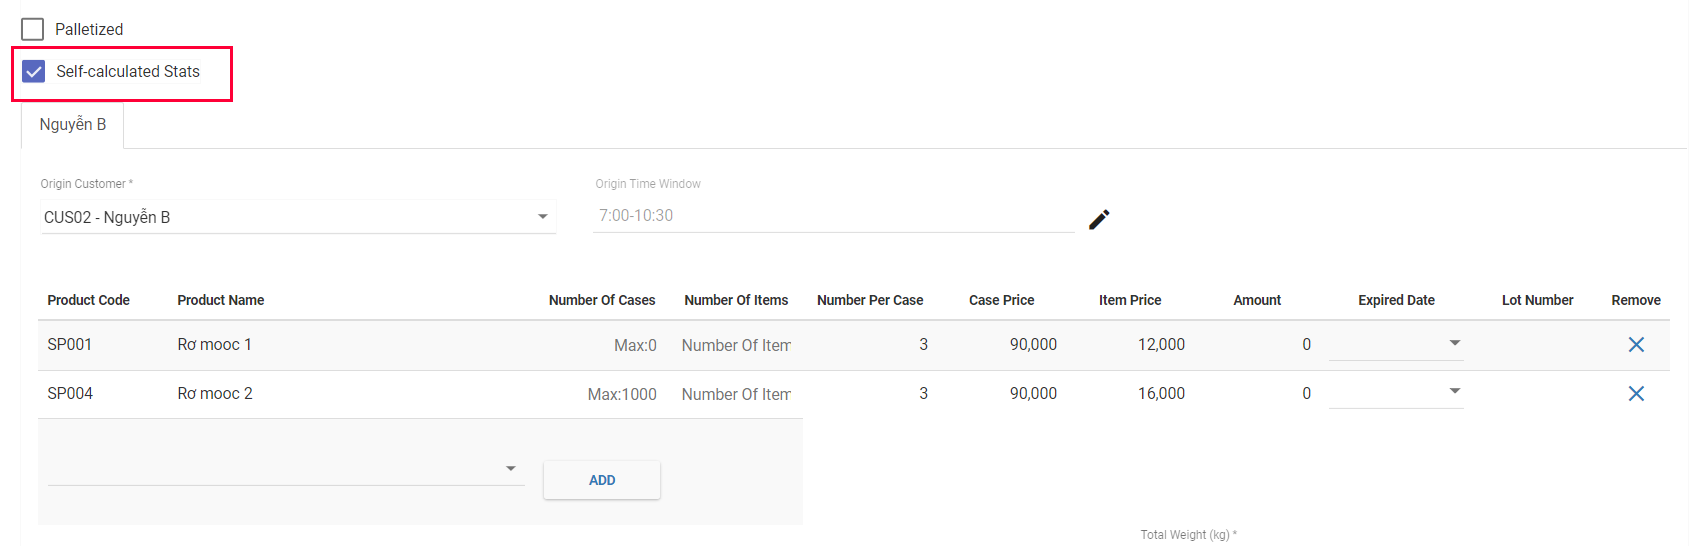 Palletized
Self-calculated Stats
Nguyễn B
Origin Customer *
Origin Time Window
CUS02 - Nguyễn B
7:00-10:30
Product Code Product Name Number Of Cases Number Of Items Number Per Case Case Price Item Price Amount Expired Date Lot Number Remove
SP001 Rơ mooc 1 Max:0 Number Of Item 3 90,000 12,000 0
SP004 Rơ mooc 2 Max:1000 Number Of Item 3 90,000 16,000 0
ADD
Total Weight (kg) *